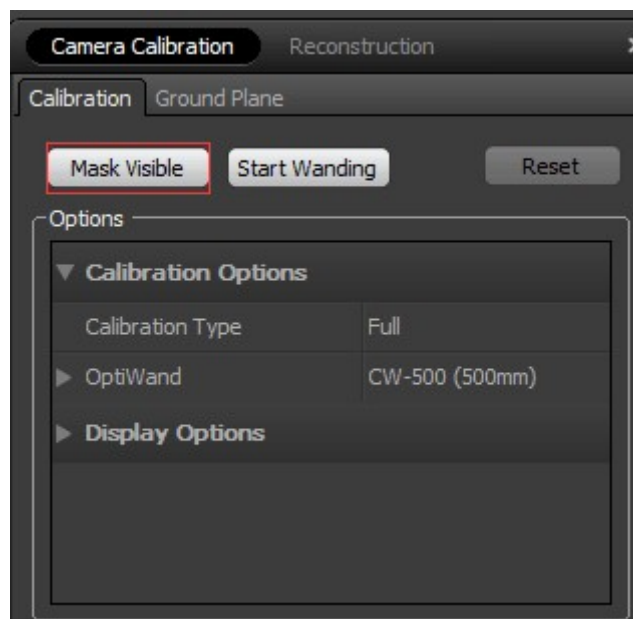 Camera Calibration Reconstruction
Calibration Ground Plane
Mask Visible Start Wanding Reset
Options
Calibration Options
Calibration Type Full
OptiWand CW-500 (500mm)
Display Options